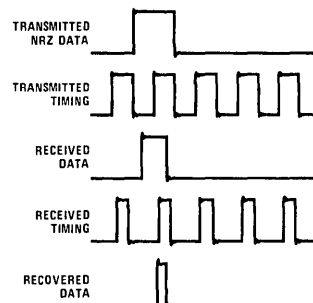 TRANSMITTED
NRZ DATA
TRANSMITTED
TIMING
RECEIVED
DATA
RECEIVED
TIMING
RECOVERED
DATA